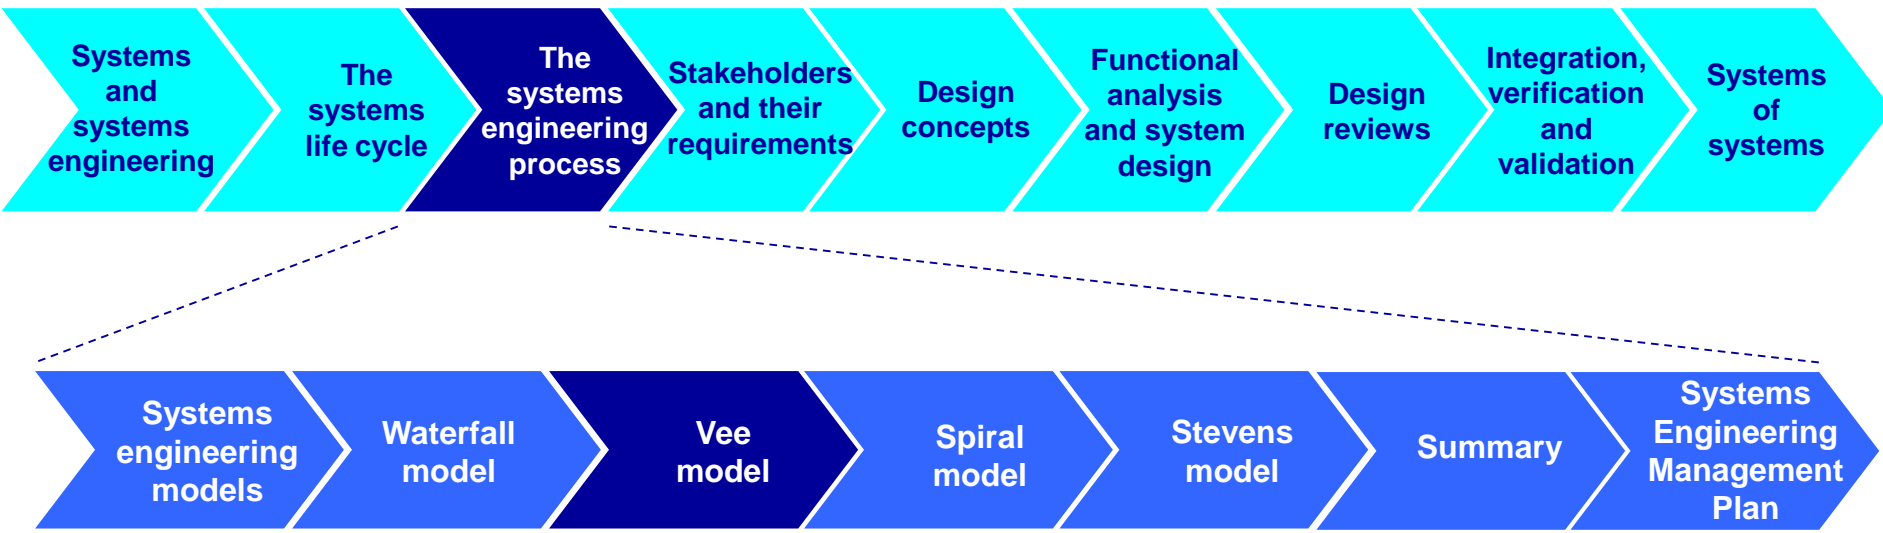 Systems
and
systems
engineering
The
systems
life cycle
The
systems
engineering
process
Stakeholders
and their
requirements
Design
concepts
Functional
analysis
and system
design
Design
reviews
Integration,
verification
and
validation
Systems
of
systems
Systems
engineering
models
Waterfall
model
Vee
model
Spiral
model
Stevens
model
Summary
Systems
Engineering
Management
Plan